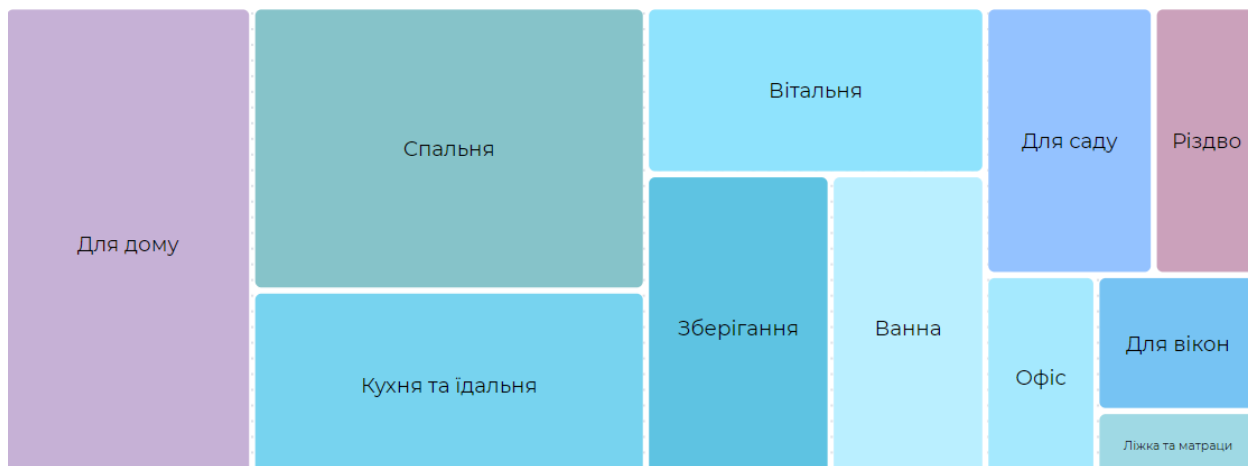 Для дому
Спальня
Кухня та їдальня
Вітальня
Зберігання
Ванна
Для саду
Різдво
Офіс
Для вікон
Ліжка та матраци